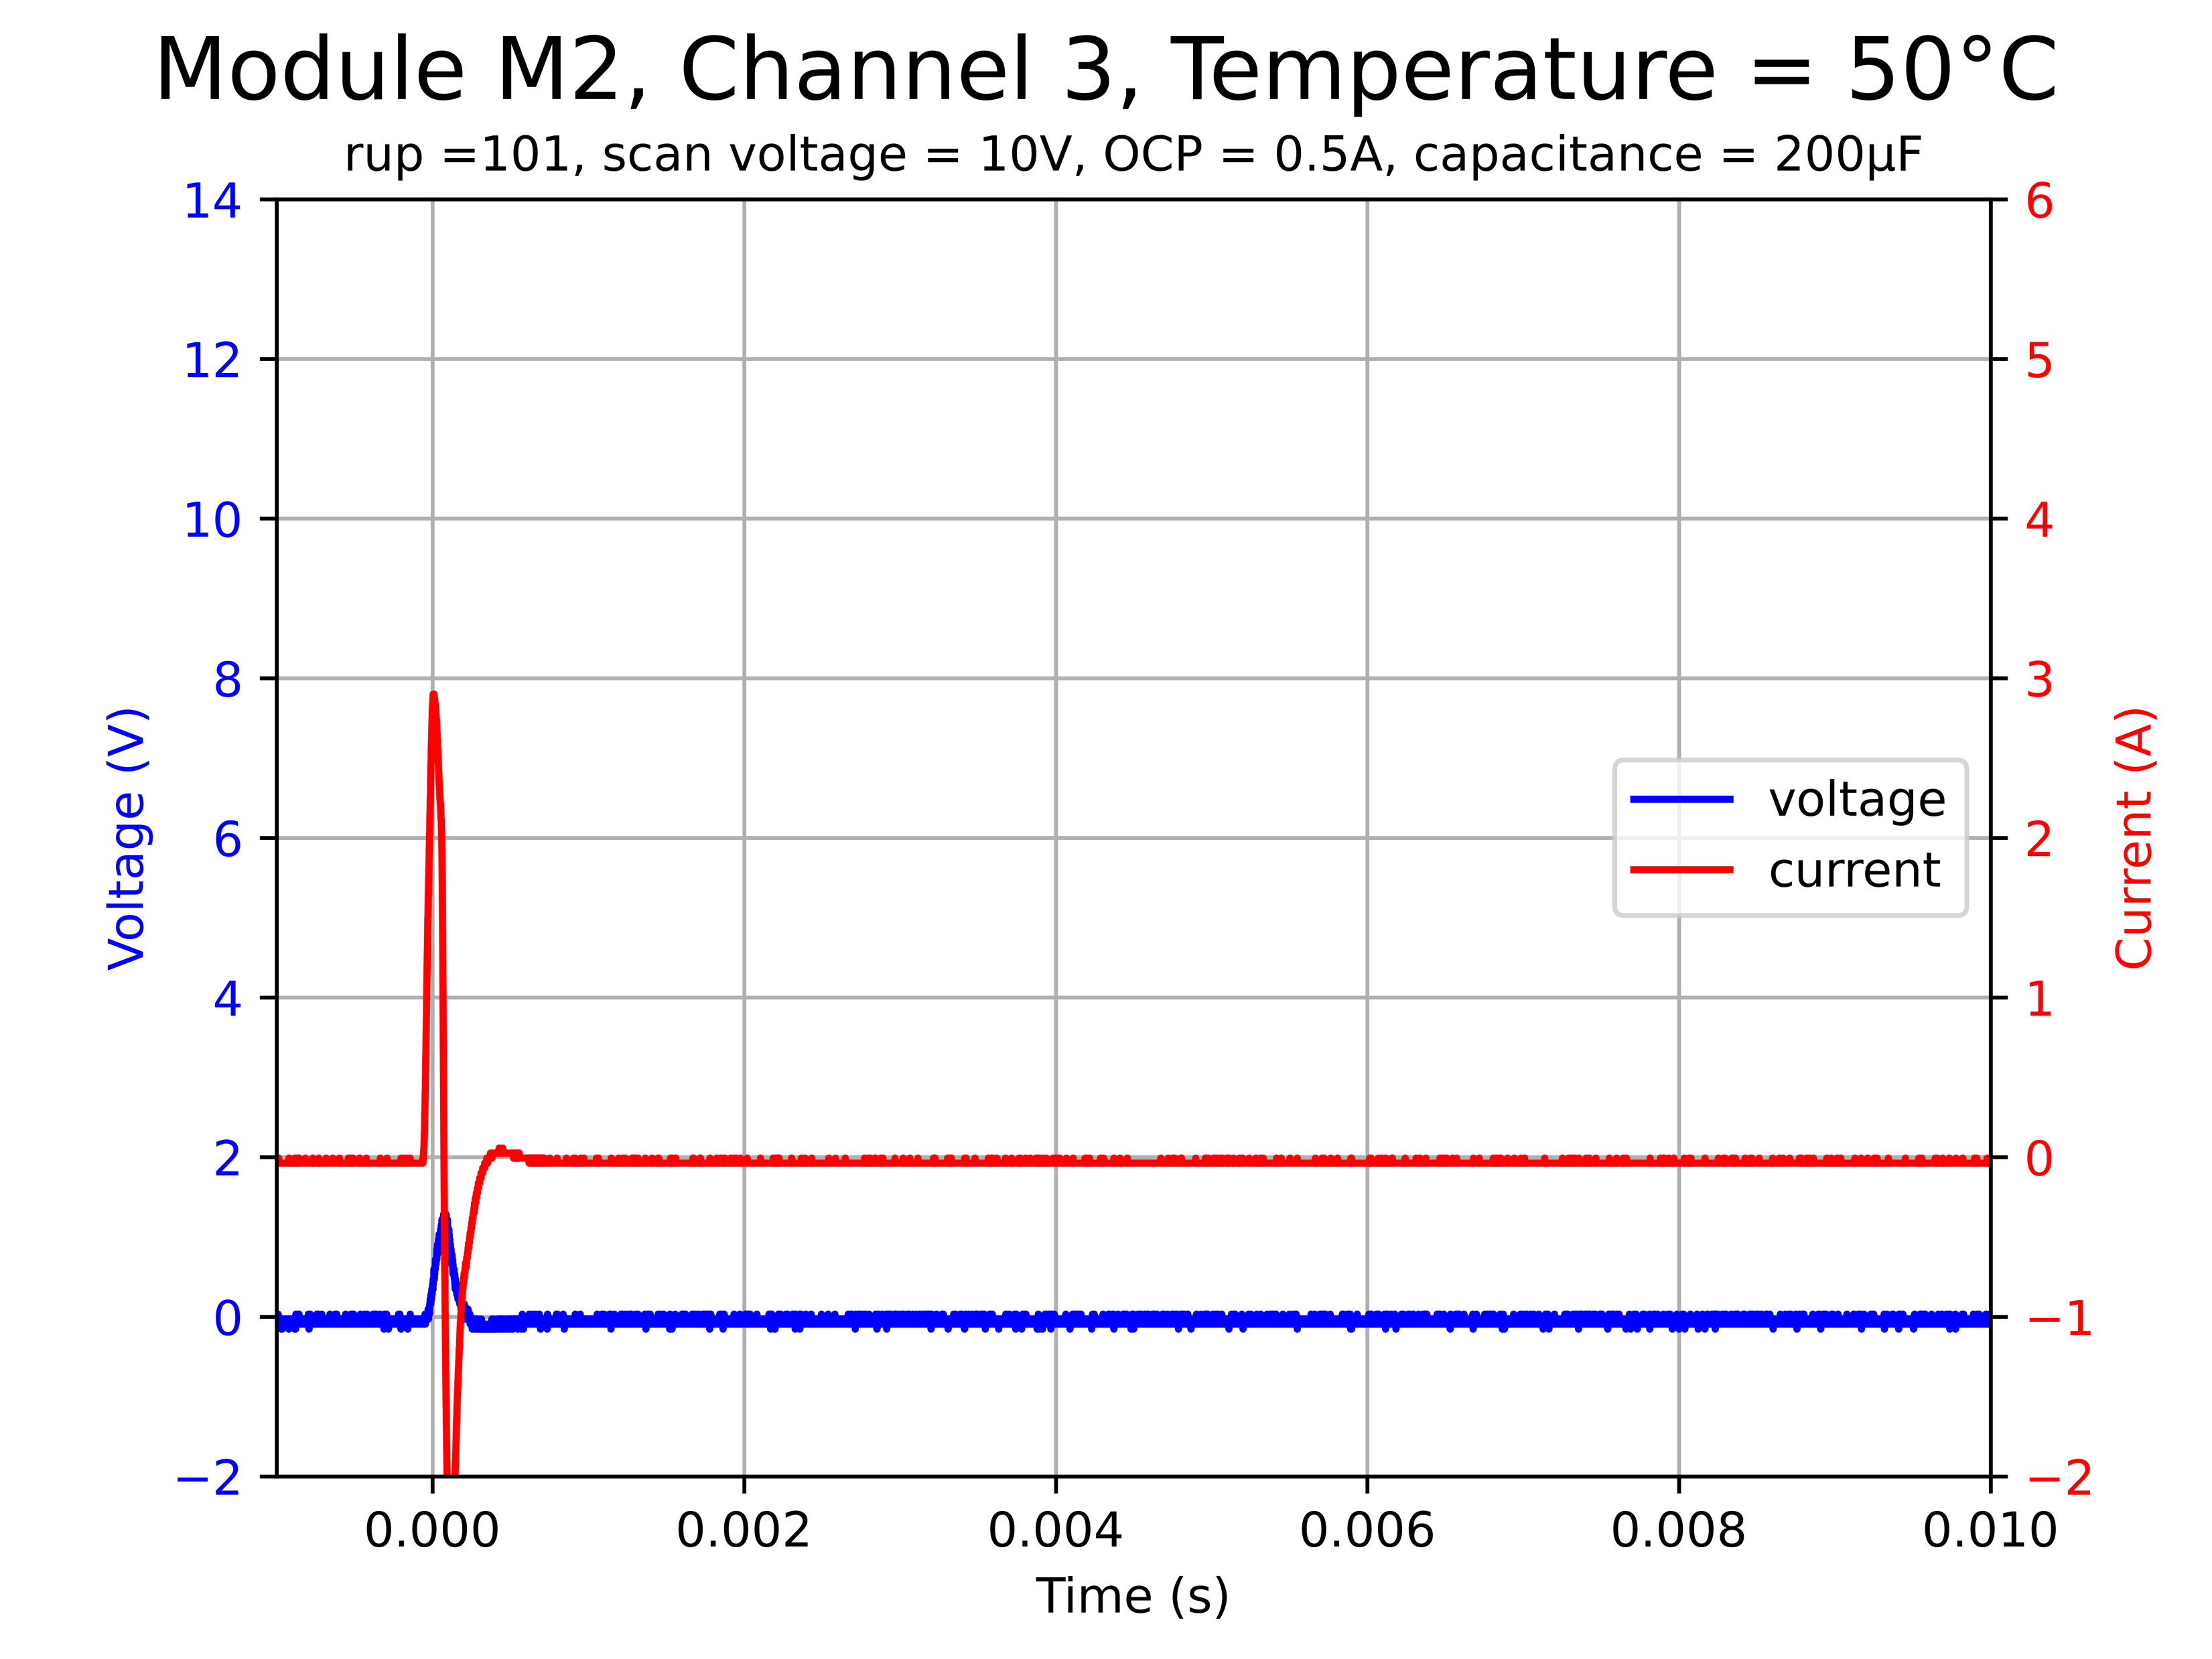 Module M2, Channel 3, Temperature = 50°C
rup =101, scan voltage = 10V, OCP = 0.5A, capacitance = 200µF
14
12
10
8
6
4
2
0
−2
Voltage (V)
6
5
4
3
2
1
0
−1
−2
Current (A)
voltage
current
0.000 0.002 0.004 0.006 0.008 0.010
Time (s)